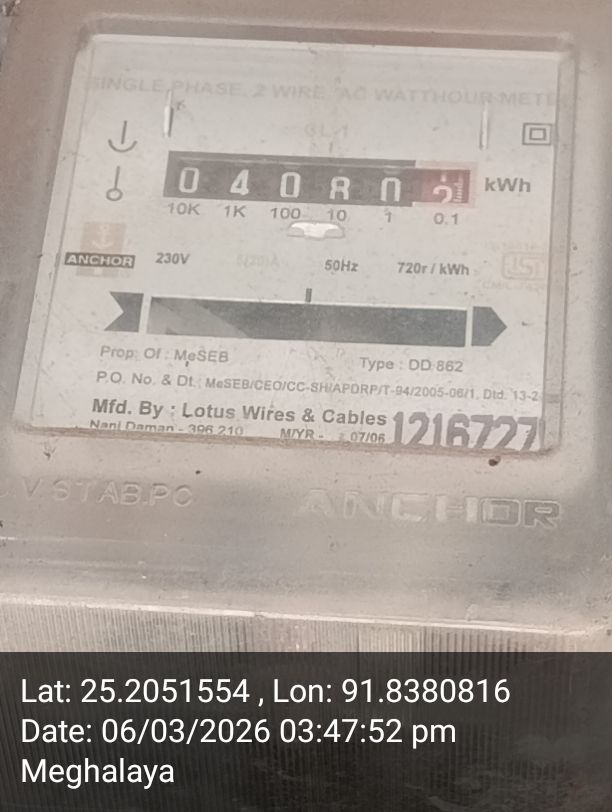 SINGLE PHASE. 2 WIRE. AC WATTHOUR METER
0 4 0 8 0 2 kWh
10K 1K 100 10 1 0.1
ANCHOR 230V 50Hz 720r / kWh
Prop: Of : MeSEB Type : DD 862
P.O. No. & Dt.: MeSEB/CEO/CC-SH/APDRP/T-94/2005-06/1, Dtd. 13-2
Mfd. By : Lotus Wires & Cables
Nani Daman - 396 210 M/YR - 07/06 1216727
ANCHOR
Lat: 25.2051554 , Lon: 91.8380816
Date: 06/03/2026 03:47:52 pm
Meghalaya